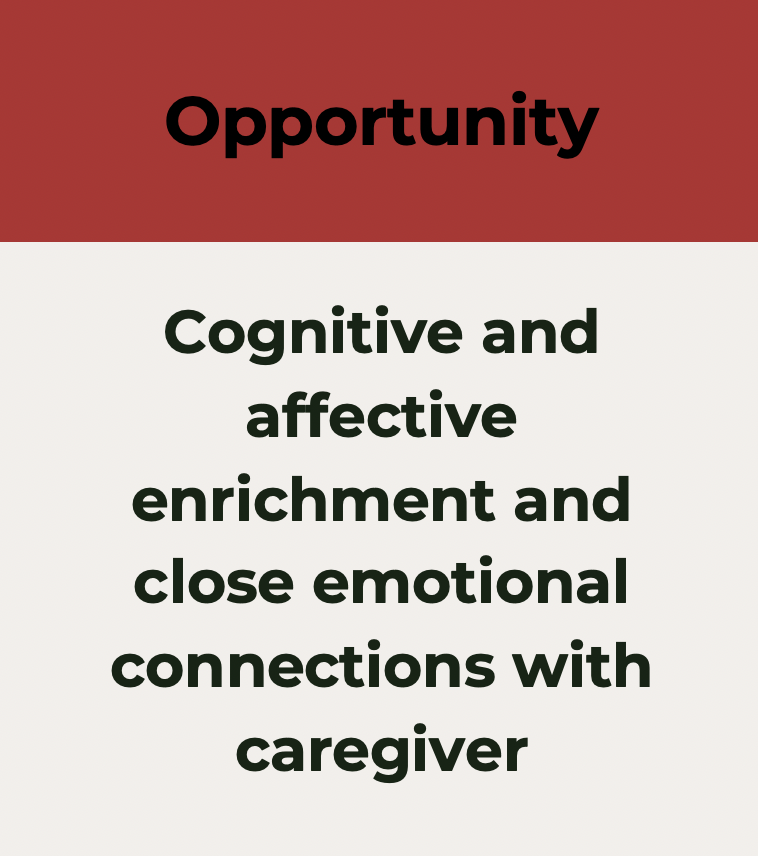 Opportunity
Cognitive and
affective
enrichment and
close emotional
connections with
caregiver